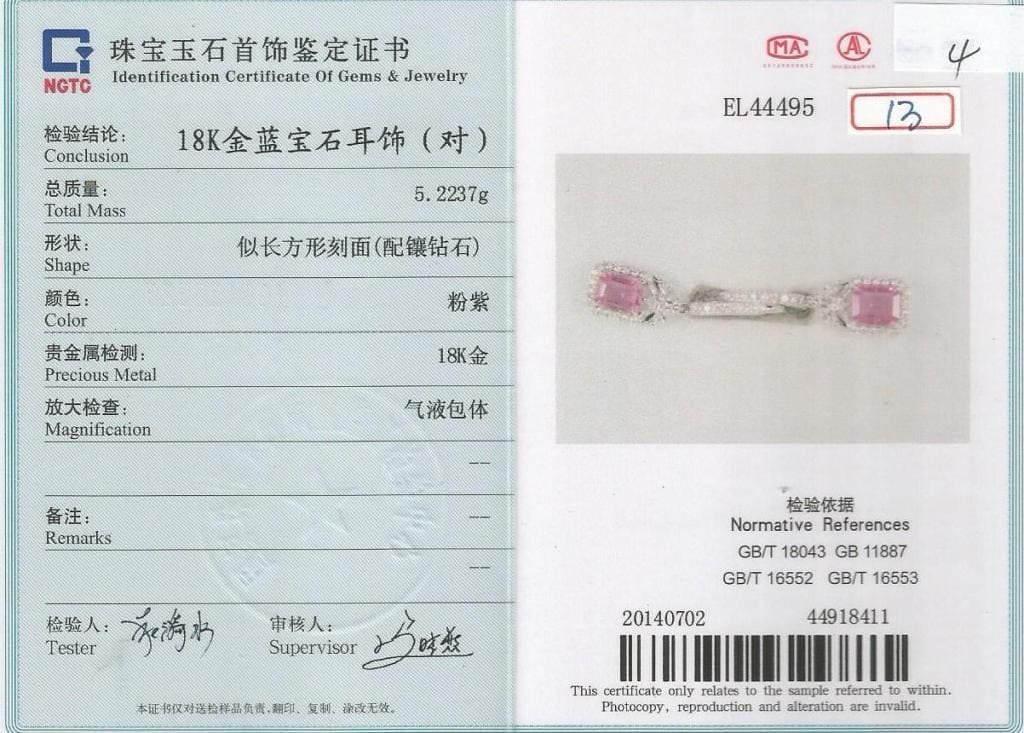 NGTC
珠宝玉石首饰鉴定证书
Identification Certificate Of Gems & Jewelry
检验结论: 18K金蓝宝石耳饰(对)
Conclusion
总质量: 5.2237g
Total Mass
形状: 似长方形刻面(配镶钻石)
Shape
颜色: 粉紫
Color
贵金属检测: 18K金
Precious Metal
放大检查: 气液包体
Magnification
--
备注: --
Remarks
--
检验人:
Tester
审核人:
Supervisor
本证书仅对送检样品负责,翻印、复制、涂改无效。
MA
AL
4
EL44495
13
检验依据
Normative References
GB/T 18043 GB 11887
GB/T 16552 GB/T 16553
20140702 44918411
This certificate only relates to the sample referred to within.
Photocopy, reproduction and alteration are invalid.